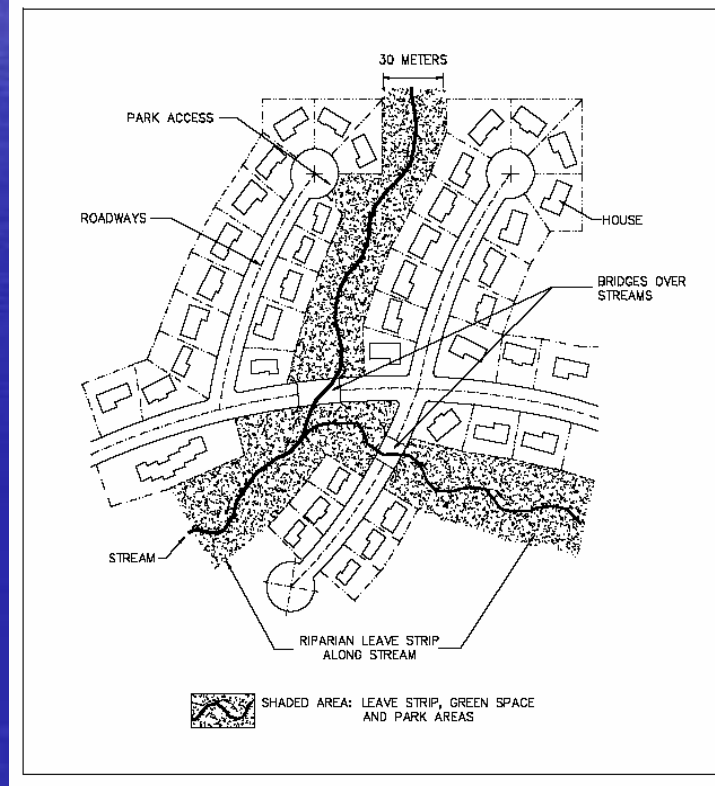 30 METERS
PARK ACCESS
ROADWAYS
HOUSE
BRIDGES OVER
STREAMS
STREAM
RIPARIAN LEAVE STRIP
ALONG STREAM
SHADED AREA: LEAVE STRIP, GREEN SPACE
AND PARK AREAS